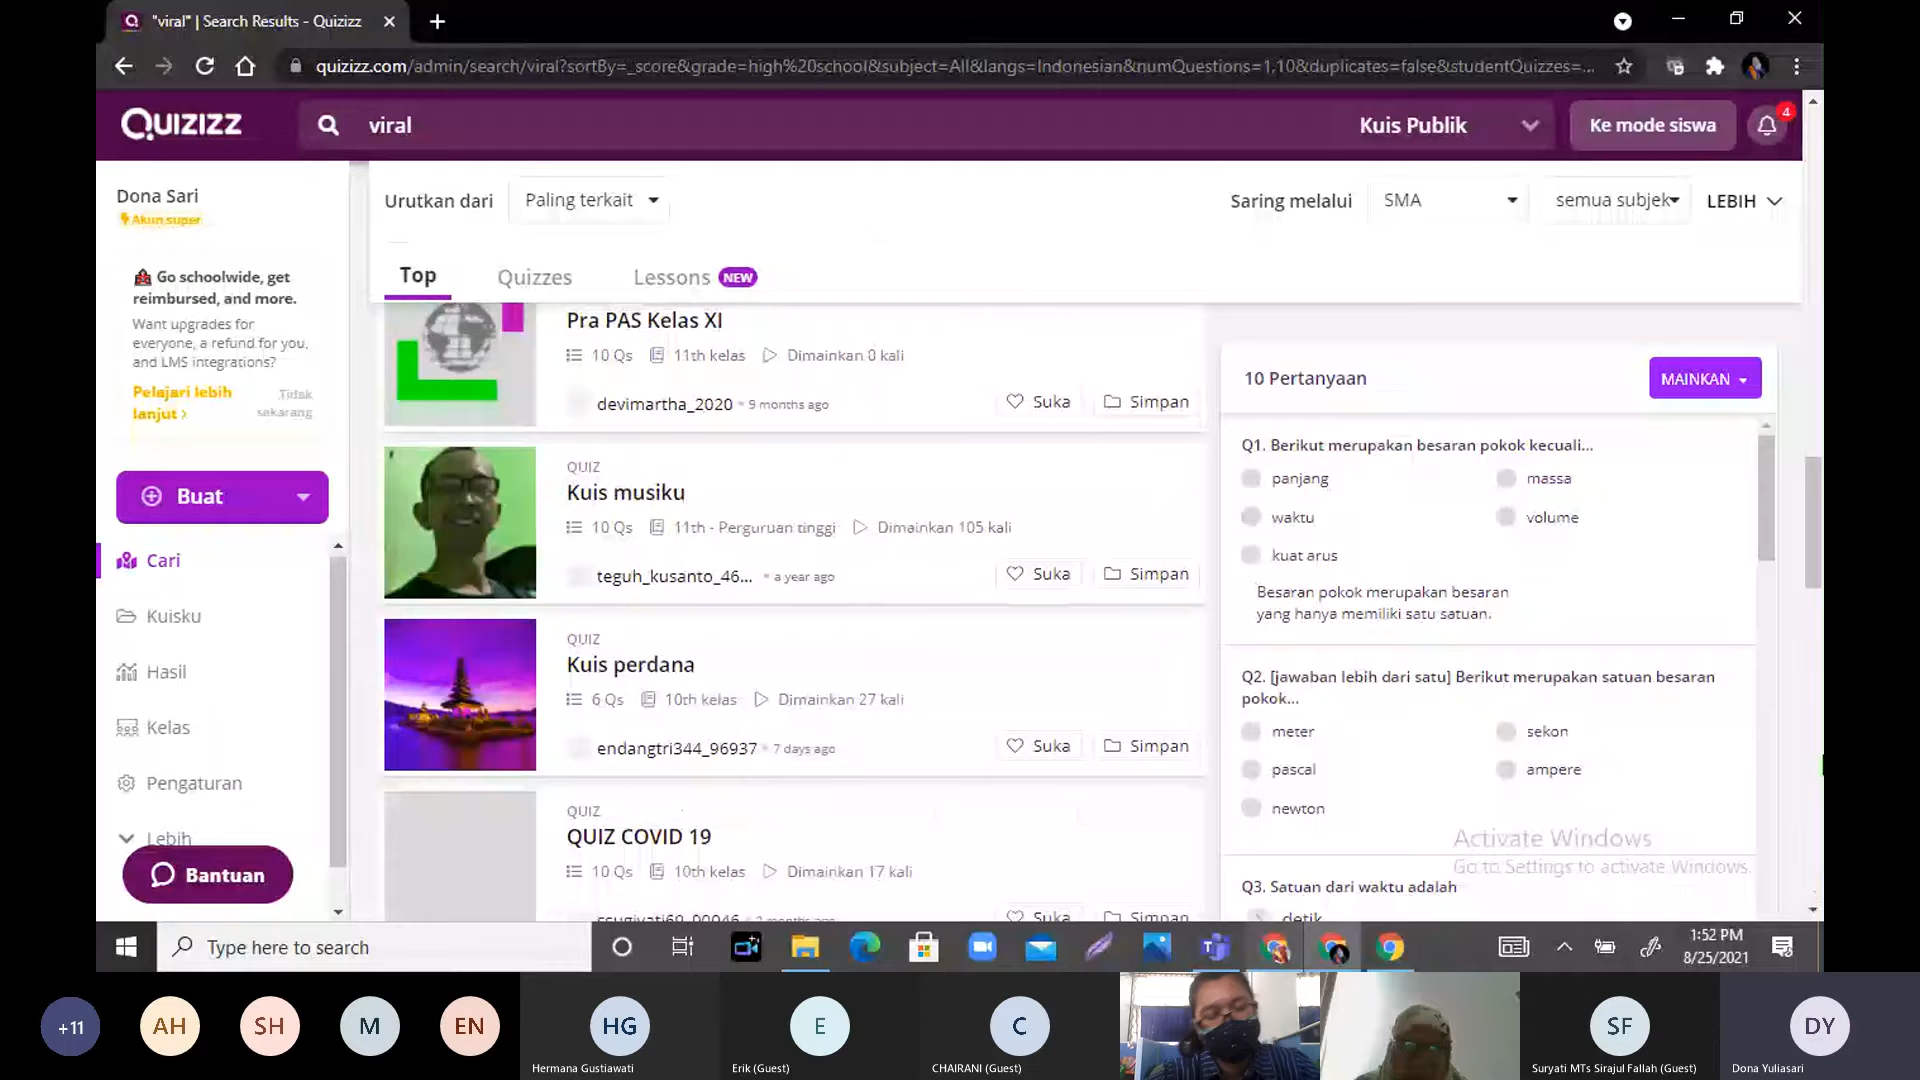 "viral" | Search Results - Quizizz
quizizz.com/admin/search/viral?sortBy=_score&grade=high%20school&subject=All&langs=Indonesian&numQuestions=1,10&duplicates=false&studentQuizzes=...
Quizizz
viral
Kuis Publik
Ke mode siswa
4
Dona Sari
Akun super
Urutkan dari
Paling terkait
Saring melalui
SMA
semua subjek
LEBIH
Go schoolwide, get
reimbursed, and more.
Want upgrades for
everyone, a refund for you,
and LMS integrations?
Pelajari lebih
lanjut >
Tidak
sekarang
Buat
Cari
Kuisku
Hasil
Kelas
Pengaturan
Lebih
Bantuan
Top
Quizzes
Lessons
NEW
Pra PAS Kelas XI
10 Qs
11th kelas
Dimainkan 0 kali
devimartha_2020
• 9 months ago
Suka
Simpan
QUIZ
Kuis musiku
10 Qs
11th - Perguruan tinggi
Dimainkan 105 kali
teguh_kusanto_46...
• a year ago
Suka
Simpan
QUIZ
Kuis perdana
6 Qs
10th kelas
Dimainkan 27 kali
endangtri344_96937
• 7 days ago
Suka
Simpan
QUIZ
QUIZ COVID 19
10 Qs
10th kelas
Dimainkan 17 kali
Suka
Simpan
10 Pertanyaan
MAINKAN
Q1. Berikut merupakan besaran pokok kecuali...
panjang
massa
waktu
volume
kuat arus
Besaran pokok merupakan besaran
yang hanya memiliki satu satuan.
Q2. [jawaban lebih dari satu] Berikut merupakan satuan besaran
pokok...
meter
sekon
pascal
ampere
newton
Activate Windows
Go to Settings to activate Windows.
Q3. Satuan dari waktu adalah
detik
Type here to search
1:52 PM
8/25/2021
+11
AH
SH
M
EN
HG
Hermana Gustiawati
E
Erik (Guest)
C
CHAIRANI (Guest)
SF
Suryati MTs Sirajul Fallah (Guest)
DY
Dona Yuliasari